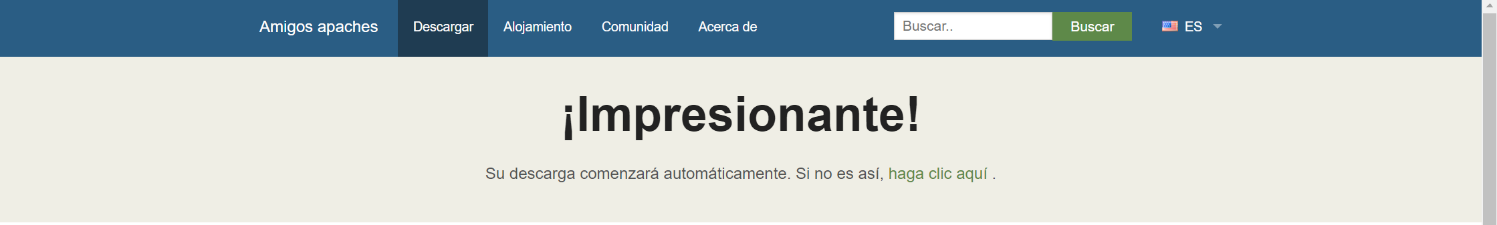 Amigos apaches Descargar Alojamiento Comunidad Acerca de Buscar.. Buscar ES
¡Impresionante!
Su descarga comenzará automáticamente. Si no es así, haga clic aquí .